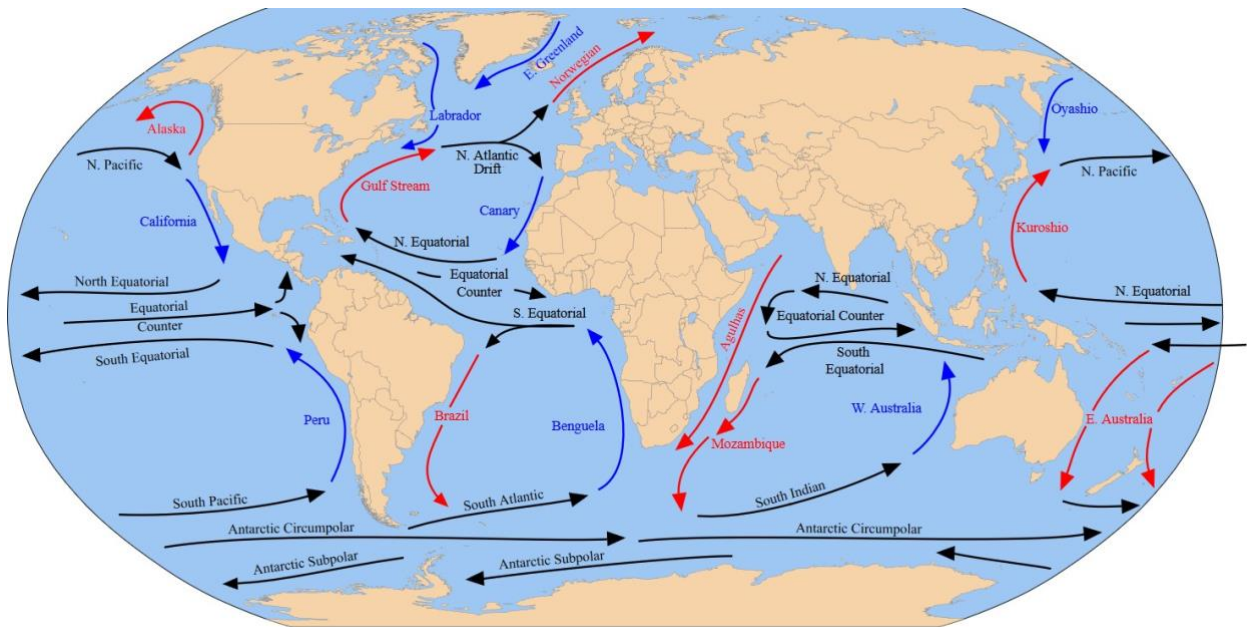 E. Greenland
Norwegian
Labrador
Oyashio
Alaska
N. Pacific
N. Atlantic
Drift
N. Pacific
Gulf Stream
California
Canary
Kuroshio
N. Equatorial
North Equatorial
Equatorial
Counter
N. Equatorial
N. Equatorial
Equatorial
Counter
S. Equatorial
Equatorial Counter
South Equatorial
South
Equatorial
Agulhas
Peru
Brazil
Benguela
Mozambique
W. Australia
E. Australia
South Pacific
South Atlantic
South Indian
Antarctic Circumpolar
Antarctic Circumpolar
Antarctic Subpolar
Antarctic Subpolar